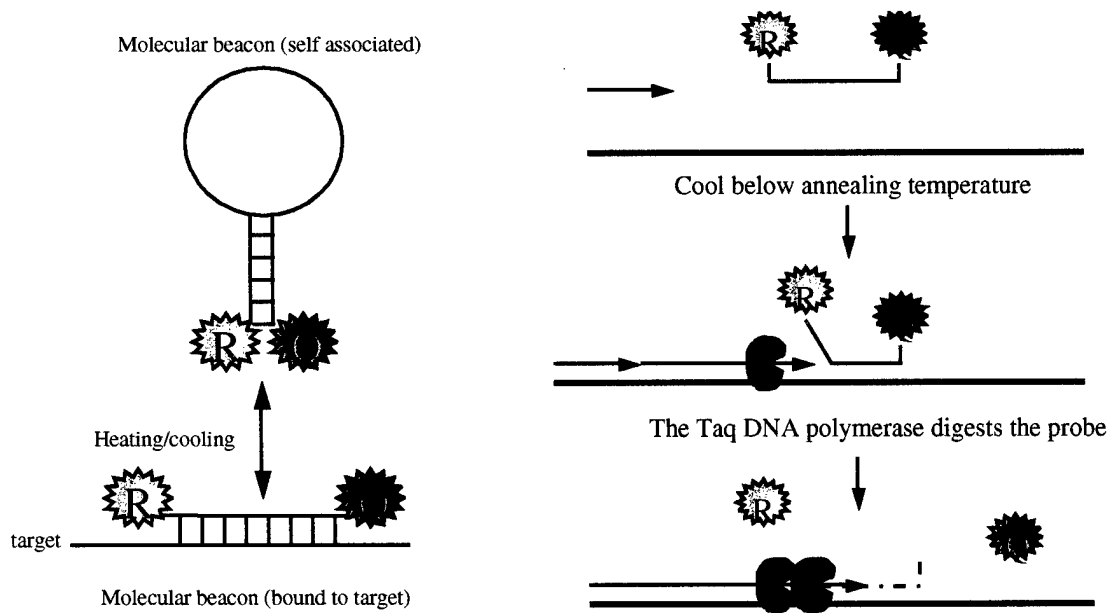 Molecular beacon (self associated)
R
Heating/cooling
R
target
Molecular beacon (bound to target)
R
Cool below annealing temperature
R
The Taq DNA polymerase digests the probe
R